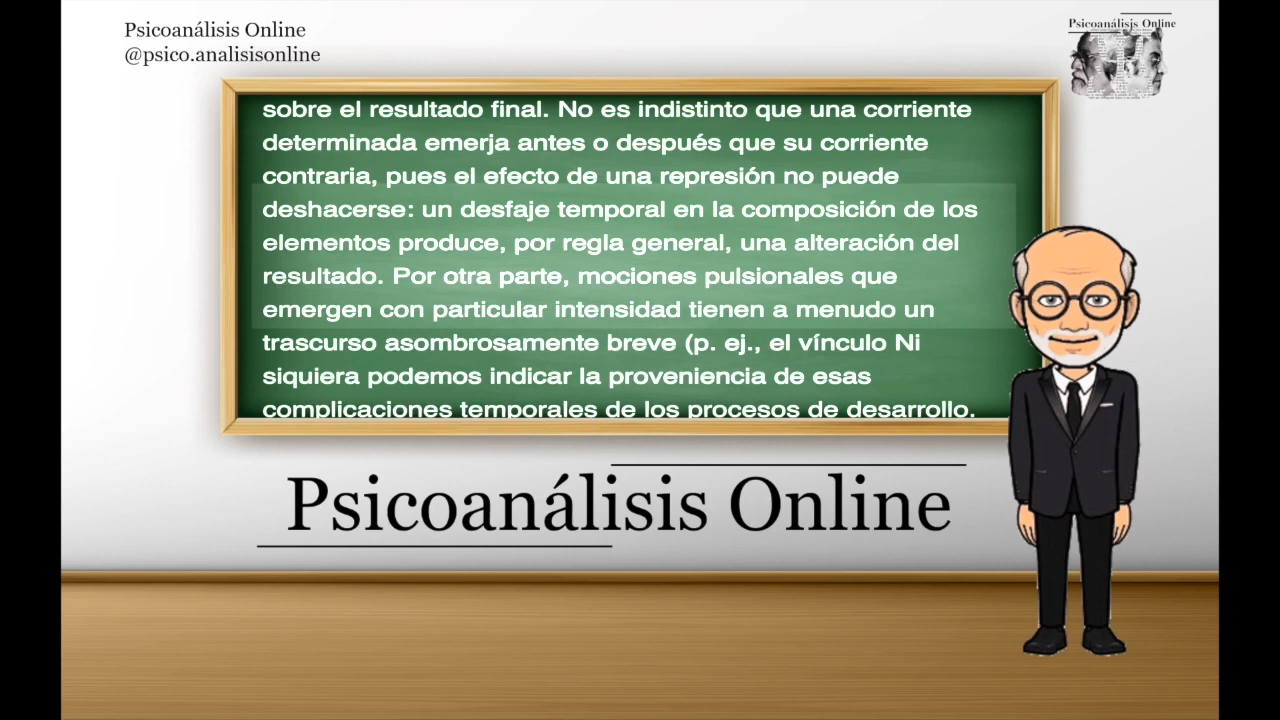 Psicoanálisis Online
@psico.analisisonline
Psicoanálisis Online
sobre el resultado final. No es indistinto que una corriente
determinada emerja antes o después que su corriente
contraria, pues el efecto de una represión no puede
deshacerse: un desfaje temporal en la composición de los
elementos produce, por regla general, una alteración del
resultado. Por otra parte, mociones pulsionales que
emergen con particular intensidad tienen a menudo un
trascurso asombrosamente breve (p. ej., el vínculo Ni
siquiera podemos indicar la proveniencia de esas
complicaciones temporales de los procesos de desarrollo.
Psicoanálisis Online